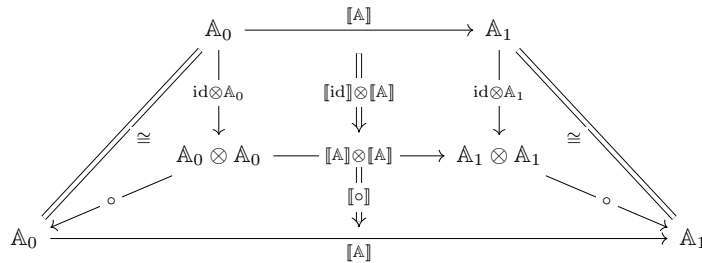 ⟦𝔸⟧
𝔸₀ 𝔸₁
id⊗𝔸₀ ⟦id⟧⊗⟦𝔸⟧ id⊗𝔸₁
≅ ≅
𝔸₀ ⊗ 𝔸₀ ⟦𝔸⟧⊗⟦𝔸⟧ 𝔸₁ ⊗ 𝔸₁
∘ ⟦∘⟧ ∘
𝔸₀ 𝔸₁
⟦𝔸⟧